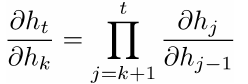 ∂h_t/∂h_k = ∏_{j=k+1}^{t} ∂h_j/∂h_{j−1}